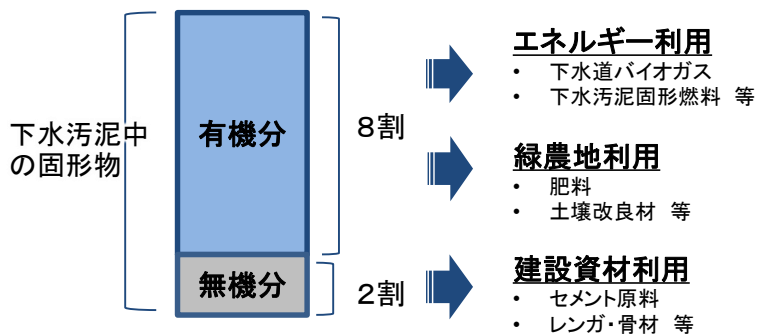 下水汚泥中
の固形物
有機分
無機分
8割
2割
エネルギー利用
• 下水道バイオガス
• 下水汚泥固形燃料 等
緑農地利用
• 肥料
• 土壌改良材 等
建設資材利用
• セメント原料
• レンガ・骨材 等